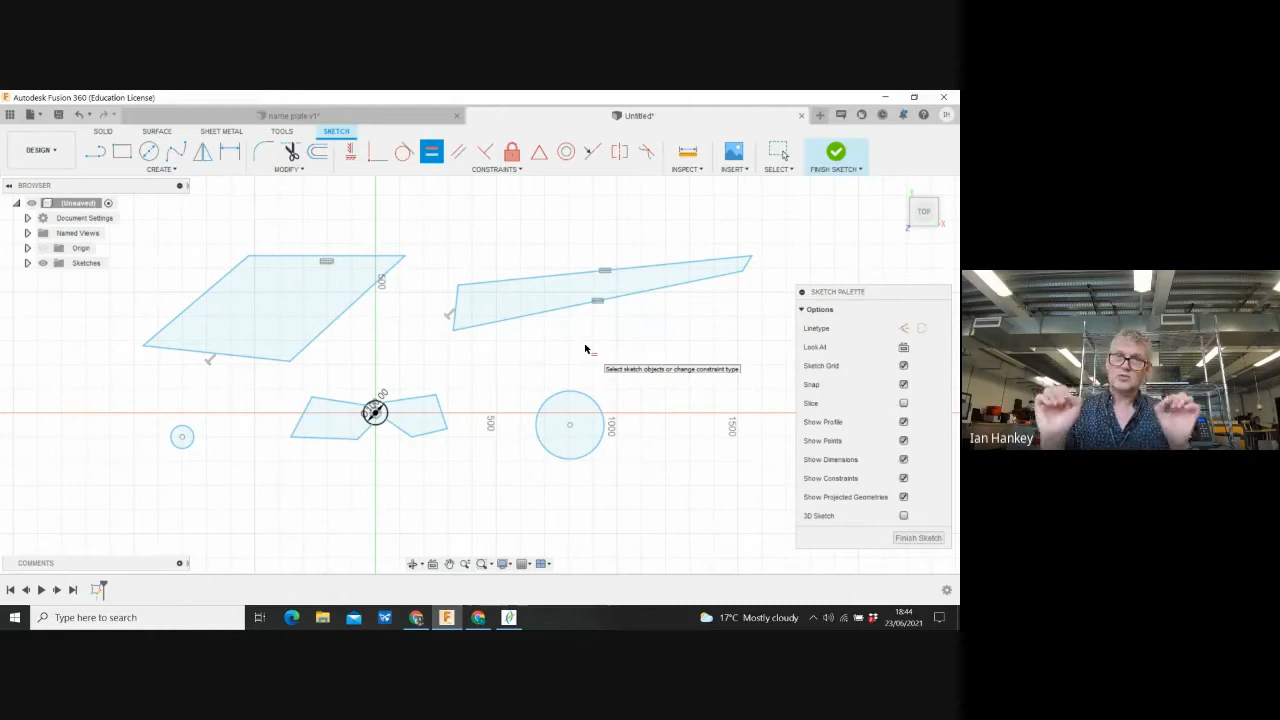 Autodesk Fusion 360 (Education License)
name plate v1*
Untitled*
IH
SOLID SURFACE SHEET METAL TOOLS SKETCH
DESIGN
CREATE MODIFY CONSTRAINTS INSPECT INSERT SELECT FINISH SKETCH
BROWSER
(Unsaved)
Document Settings
Named Views
Origin
Sketches
TOP
X
Y
Z
500
500
1000
1500
Select sketch objects or change constraint type
SKETCH PALETTE
Options
Linetype
Look At
Sketch Grid
Snap
Slice
Show Profile
Show Points
Show Dimensions
Show Constraints
Show Projected Geometries
3D Sketch
Finish Sketch
Ian Hankey
COMMENTS
Type here to search
17°C Mostly cloudy
18:44
23/06/2021